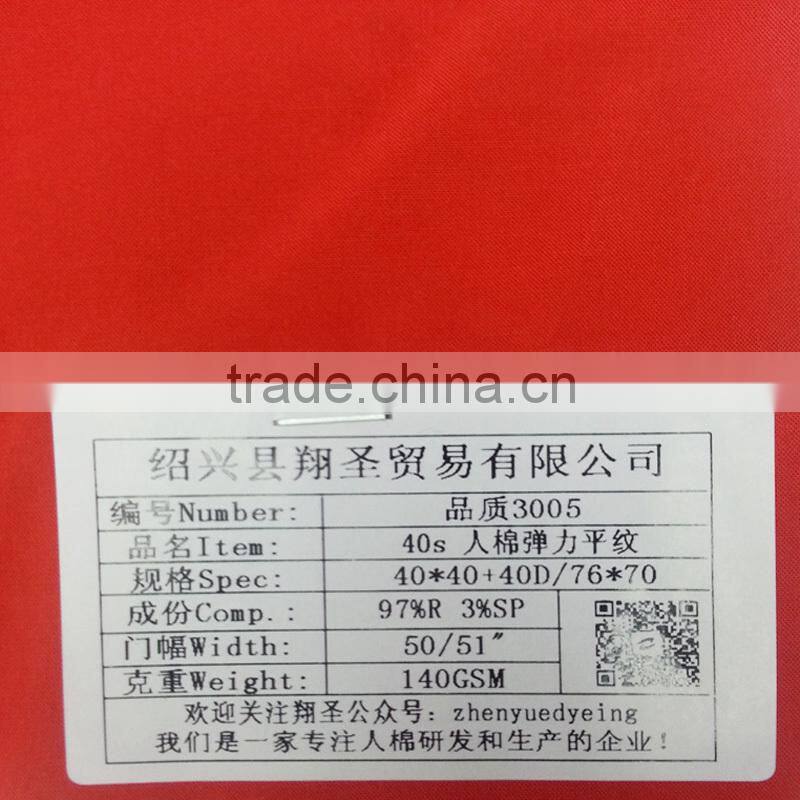 trade.china.cn
绍兴县翔圣贸易有限公司
编号Number: 品质3005
品名Item: 40s 人棉弹力平纹
规格Spec: 40*40+40D/76*70
成份Comp.: 97%R 3%SP
门幅Width: 50/51"
克重Weight: 140GSM
欢迎关注翔圣公众号: zhenyuedyeing
我们是一家专注人棉研发和生产的企业!